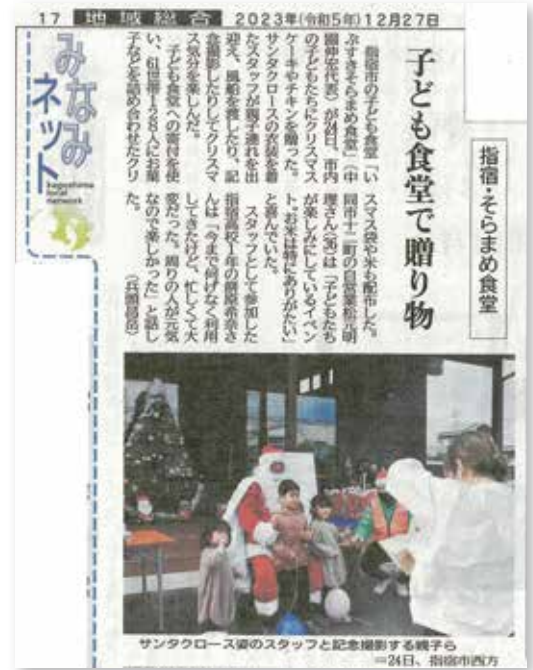 17 地域総合 2023年(令和5年)12月27日
みなみ
ネット
kagoshima
local
network
指宿・そらまめ食堂
子ども食堂で贈り物
指宿市の子ども食堂「い
ぶすきそらまめ食堂」(中
園伸宏代表)が24日、市内
の子どもたちにクリスマス
ケーキやチキンを贈った。
サンタクロースの衣装を着
たスタッフが親子連れを出
迎え、風船を渡したり、記
念撮影したりしてクリスマ
ス気分を楽しんだ。
子ども食堂への寄付を使
い、61世帯128人にお菓
子などを詰め合わせたクリ
スマス袋や米も配布した。
同市十二町の自営業松元明
理さん(36)は「子どもたち
が楽しみにしているイベン
ト。お米は特にありがたい」
と喜んでいた。
スタッフとして参加した
指宿高校1年の原希奈さ
んは「今まで何げなく利用
してきたけど、忙しくて大
変だった。周りの人が元気
なので楽しかった」と話し
た。
サンタクロース姿のスタッフと記念撮影する親子ら
=24日、指宿市西方